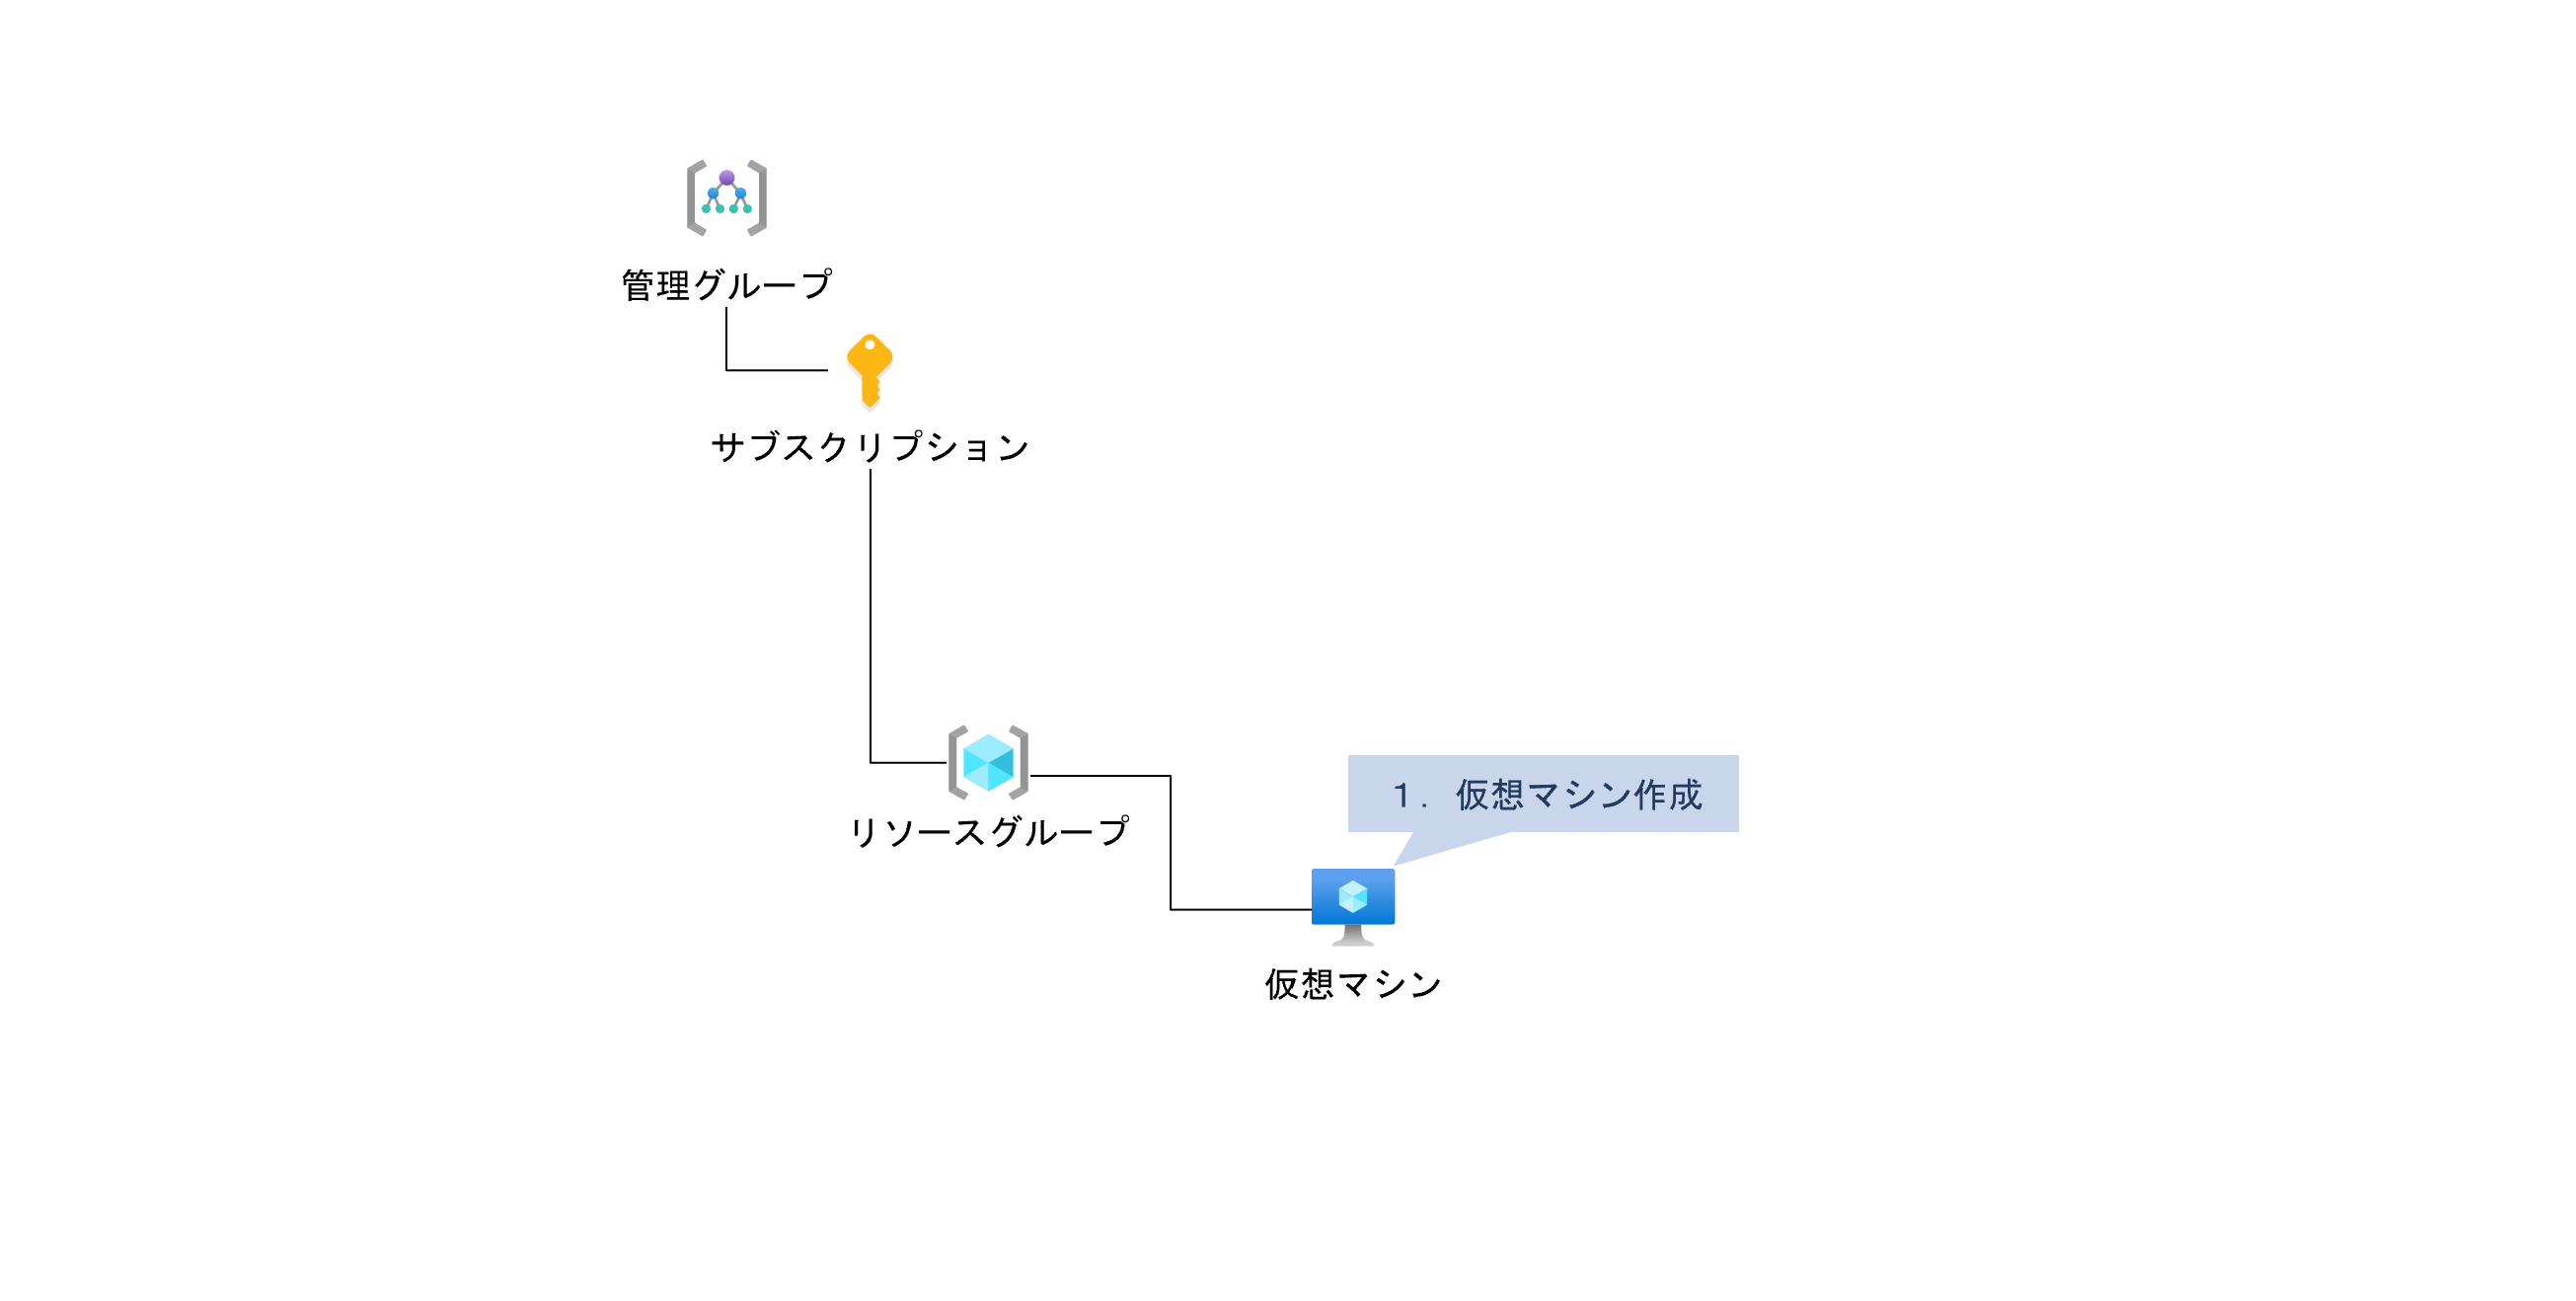 管理グループ
サブスクリプション
リソースグループ
１． 仮想マシン作成
仮想マシン